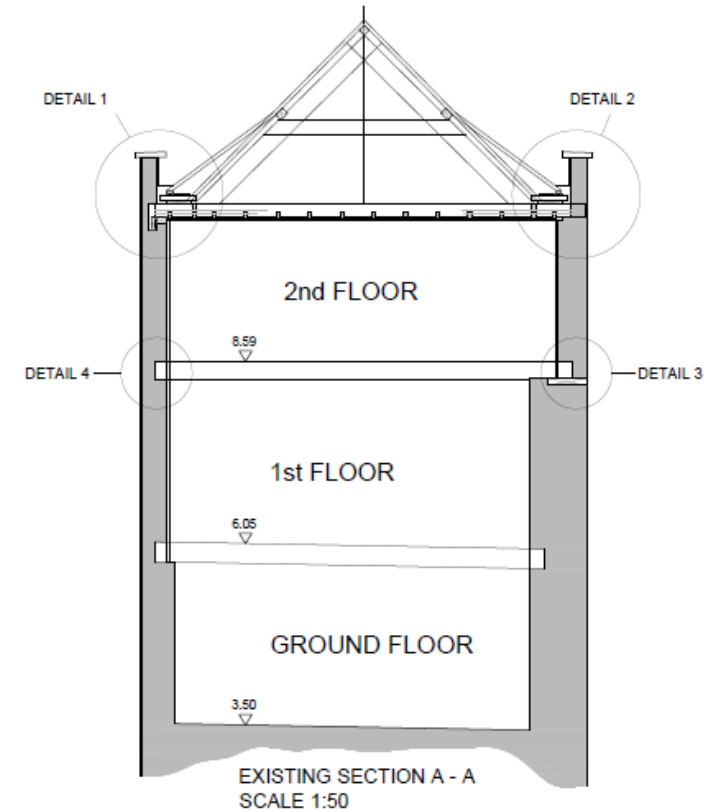 DETAIL 1
DETAIL 2
2nd FLOOR
8.59
DETAIL 4
DETAIL 3
1st FLOOR
6.05
GROUND FLOOR
3.50
EXISTING SECTION A - A
SCALE 1:50